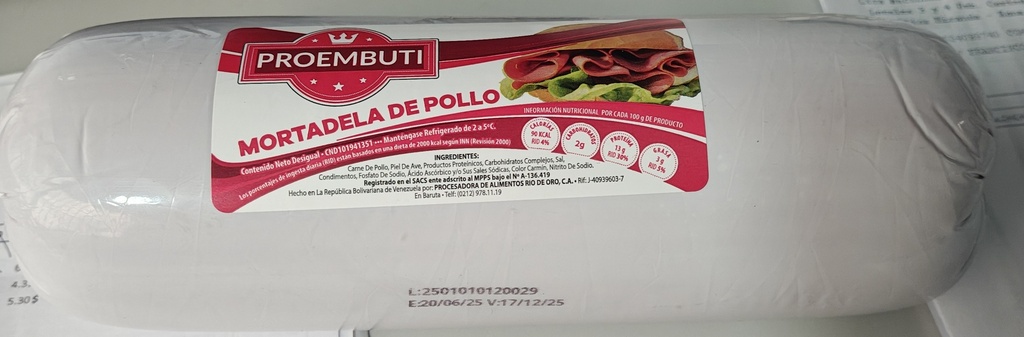 PROEMBUTI
MORTADELA DE POLLO
Contenido Neto Desigual - CND101941351 --- Manténgase Refrigerado de 2 a 5°C.
Los porcentajes de ingesta diaria (RID) están basados en una dieta de 2000 kcal según INN (Revisión 2000)
INFORMACIÓN NUTRICIONAL POR CADA 100 g DE PRODUCTO
CALORÍAS
90 KCAL
RID 4%
CARBOHIDRATOS
2g
PROTEÍNA
13 g
RID 30%
GRASA
3 g
RID 5%
INGREDIENTES:
Carne De Pollo, Piel De Ave, Productos Proteínicos, Carbohidratos Complejos, Sal,
Condimentos, Fosfato De Sodio, Ácido Ascórbico y/o Sus Sales Sódicas, Color Carmín, Nitrito De Sodio.
Registrado en el SACS ente adscrito al MPPS bajo el Nº A-136.419
Hecho en La República Bolivariana de Venezuela por: PROCESADORA DE ALIMENTOS RIO DE ORO, C.A. • Rif.: J-40939603-7
En Baruta • Telf: (0212) 978.11.19
L:2501010120029
E:20/06/25 V:17/12/25
4.3.
5.30$